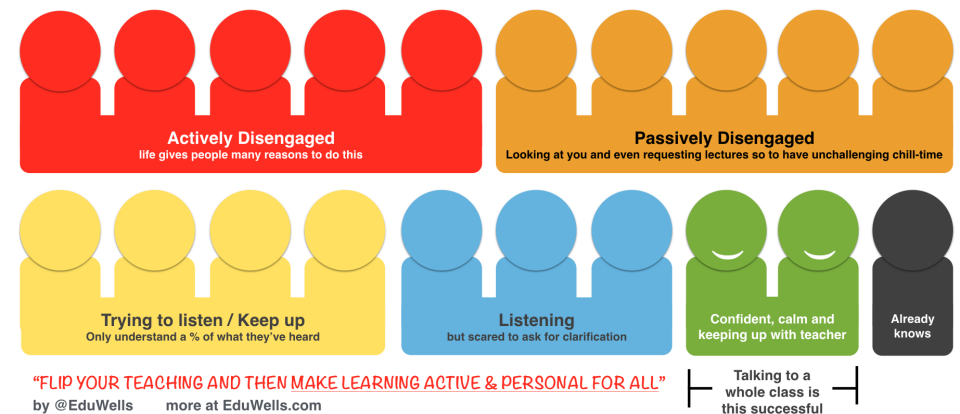 Actively Disengaged
life gives people many reasons to do this
Passively Disengaged
Looking at you and even requesting lectures so to have unchallenging chill-time
Trying to listen / Keep up
Only understand a % of what they've heard
Listening
but scared to ask for clarification
Confident, calm and
keeping up with teacher
Already
knows
“FLIP YOUR TEACHING AND THEN MAKE LEARNING ACTIVE & PERSONAL FOR ALL”
by @EduWells more at EduWells.com
Talking to a
whole class is
this successful